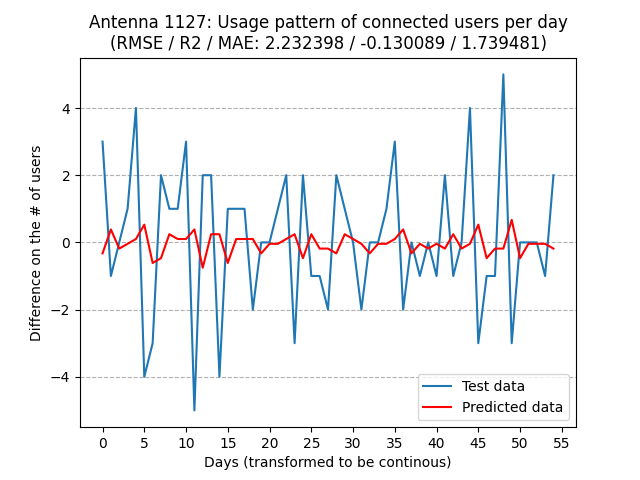 Antenna 1127: Usage pattern of connected users per day
(RMSE / R2 / MAE: 2.232398 / -0.130089 / 1.739481)
Difference on the # of users
4
2
0
−2
−4
Test data
Predicted data
0 5 10 15 20 25 30 35 40 45 50 55
Days (transformed to be continous)